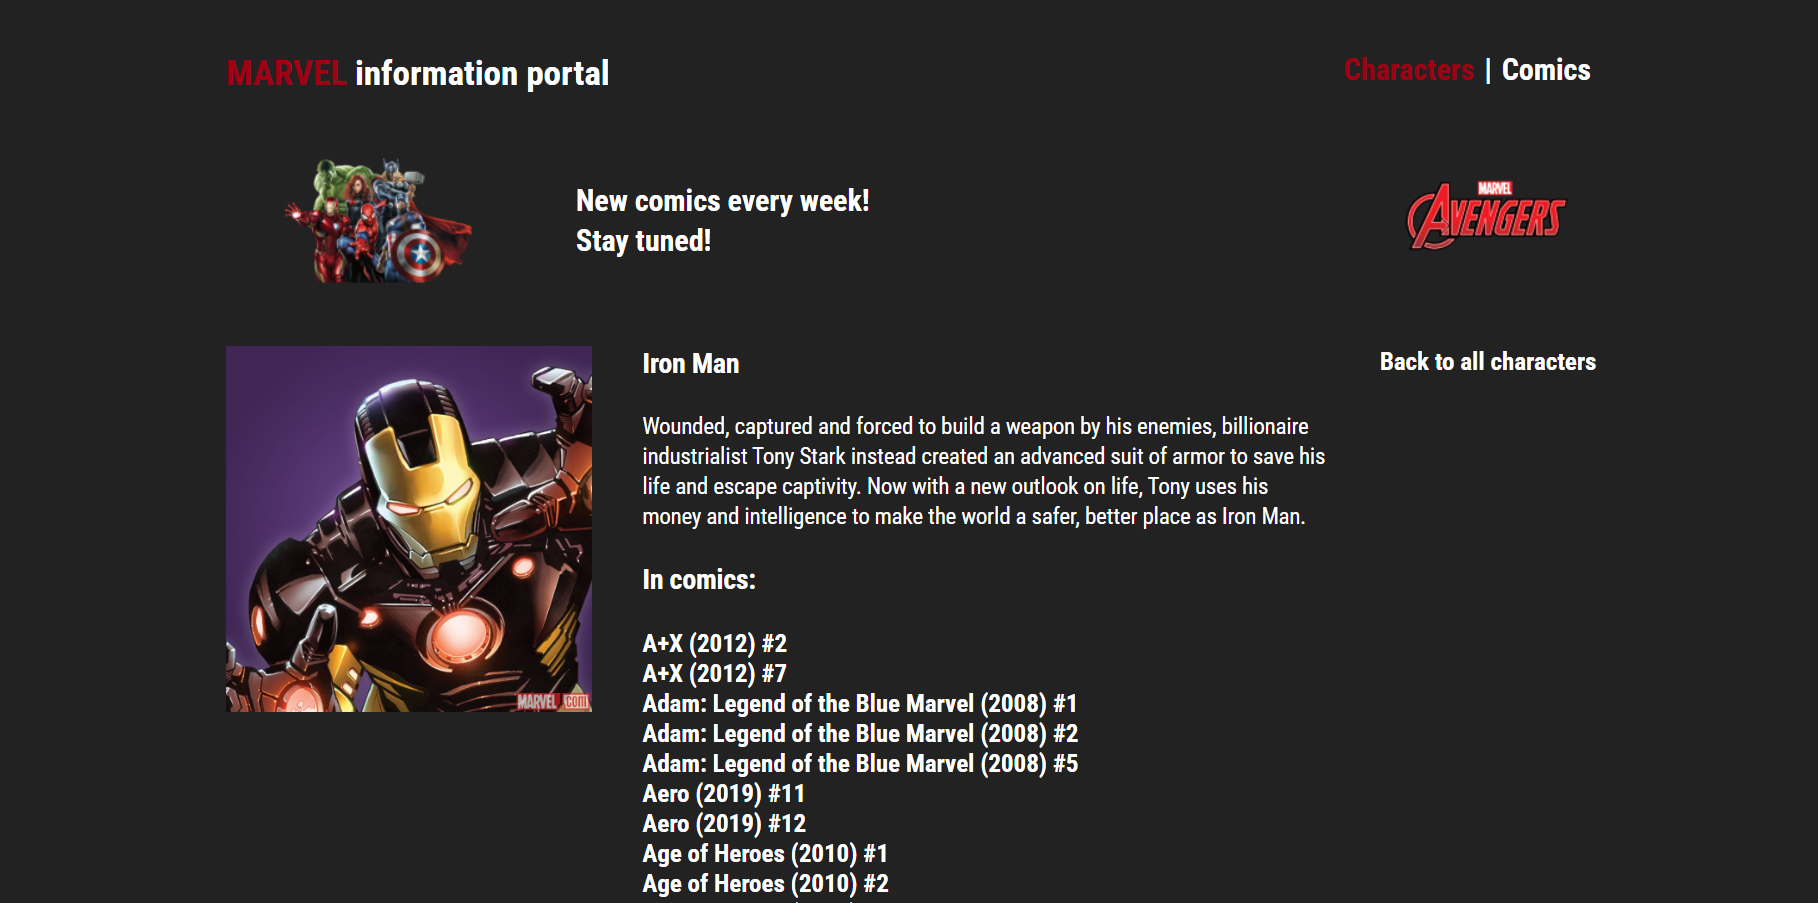 MARVEL information portal
Characters | Comics
New comics every week!
Stay tuned!
MARVEL
AVENGERS
Iron Man
Back to all characters
Wounded, captured and forced to build a weapon by his enemies, billionaire
industrialist Tony Stark instead created an advanced suit of armor to save his
life and escape captivity. Now with a new outlook on life, Tony uses his
money and intelligence to make the world a safer, better place as Iron Man.
In comics:
A+X (2012) #2
A+X (2012) #7
Adam: Legend of the Blue Marvel (2008) #1
Adam: Legend of the Blue Marvel (2008) #2
Adam: Legend of the Blue Marvel (2008) #5
Aero (2019) #11
Aero (2019) #12
Age of Heroes (2010) #1
Age of Heroes (2010) #2
MARVEL.COM